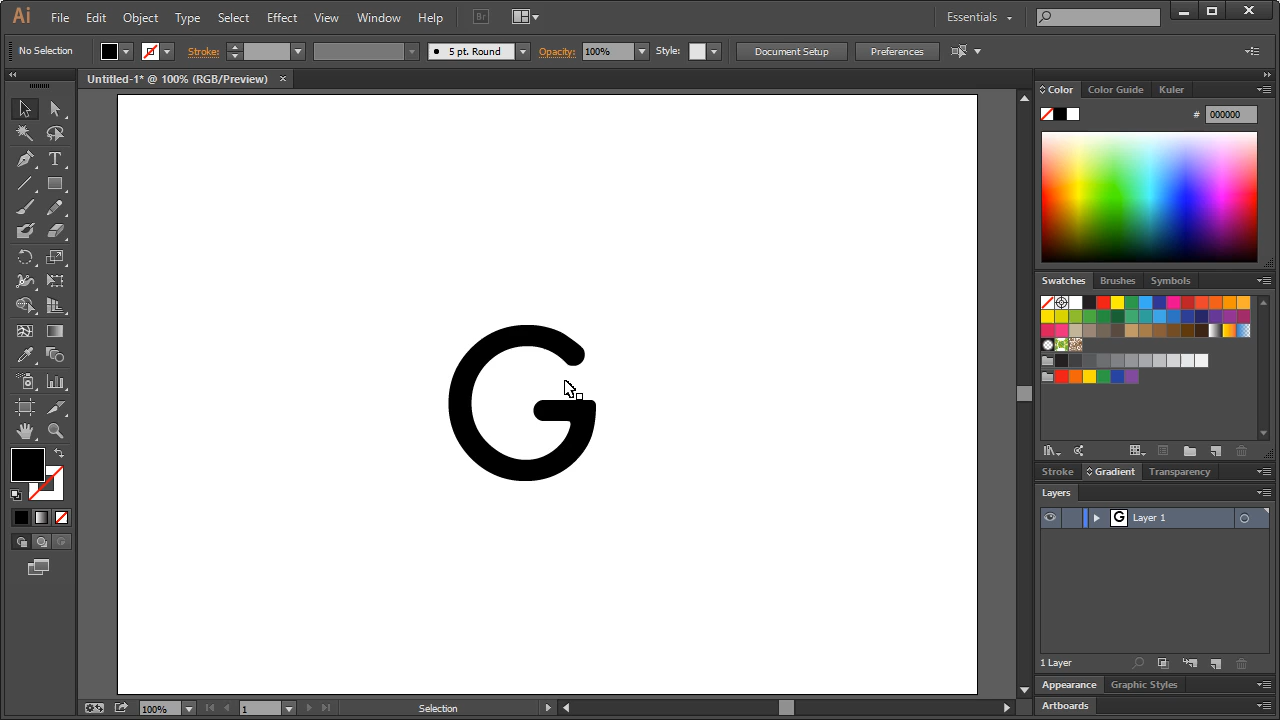 Ai File Edit Object Type Select Effect View Window Help Br Essentials
No Selection Stroke: 5 pt. Round Opacity: 100% Style: Document Setup Preferences
Untitled-1* @ 100% (RGB/Preview)
Color Color Guide Kuler
# 000000
T
Swatches Brushes Symbols
G
Stroke Gradient Transparency
Layers
G Layer 1
1 Layer
Appearance Graphic Styles
Artboards
100% 1 Selection